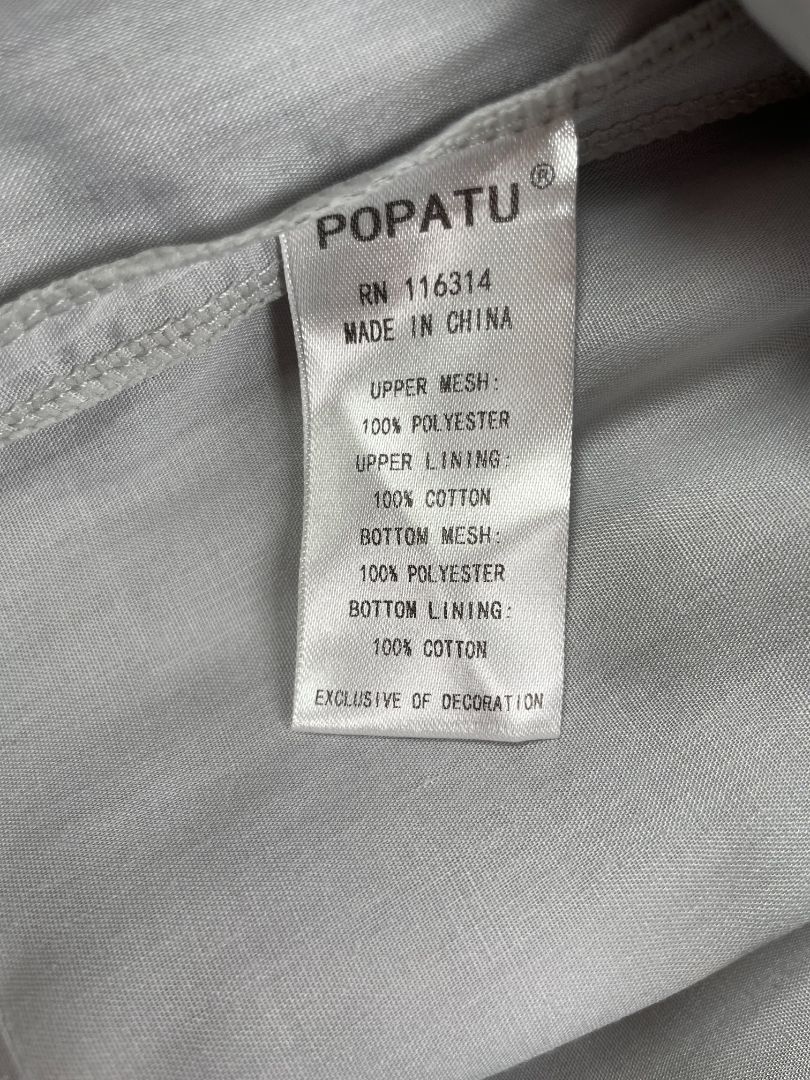 POPATU®
RN 116314
MADE IN CHINA
UPPER MESH:
100% POLYESTER
UPPER LINING:
100% COTTON
BOTTOM MESH:
100% POLYESTER
BOTTOM LINING:
100% COTTON
EXCLUSIVE OF DECORATION